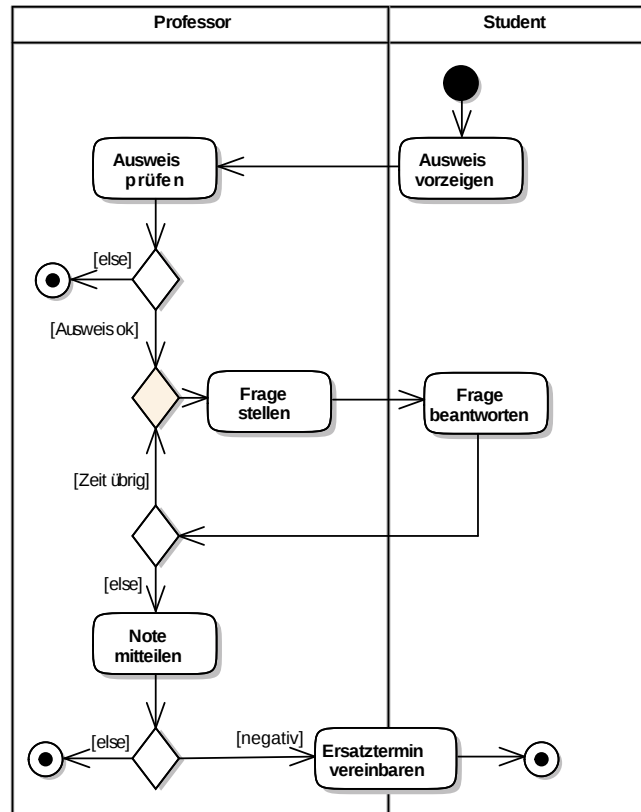 Professor
Student
Ausweis
prüfen
Ausweis
vorzeigen
[else]
[Ausweis ok]
Frage
stellen
Frage
beantworten
[Zeit übrig]
[else]
Note
mitteilen
[else]
[negativ]
Ersatztermin
vereinbaren